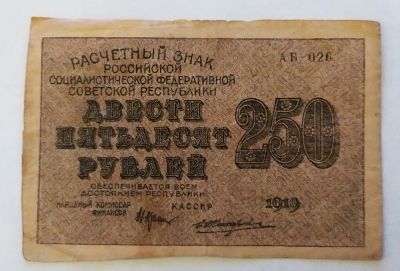 РАСЧЕТНЫЙ ЗНАК
АБ-026
РОССИЙСКОЙ
СОЦИАЛИСТИЧЕСКОЙ ФЕДЕРАТИВНОЙ
СОВЕТСКОЙ РЕСПУБЛИКИ
ДВЕСТИ
ПЯТЬДЕСЯТ
РУБЛЕЙ
250
ОБЕСПЕЧИВАЕТСЯ ВСЕМ
ДОСТОЯНИЕМ РЕСПУБЛИКИ
1919
НАРОДНЫЙ КОМИССАР
ФИНАНСОВ
КАССИР